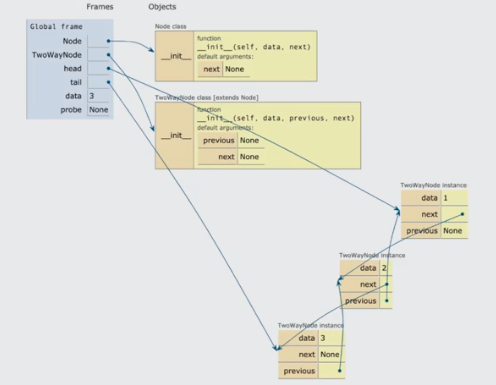 Frames Objects
Global frame
Node
TwoWayNode
head
tail
data 3
probe None
Node class
__init__
function
__init__(self, data, next)
default arguments:
next None
TwoWayNode class [extends Node]
__init__
function
__init__(self, data, previous, next)
default arguments:
previous None
next None
TwoWayNode instance
data 1
next
previous None
TwoWayNode instance
data 2
next
previous
TwoWayNode instance
data 3
next None
previous